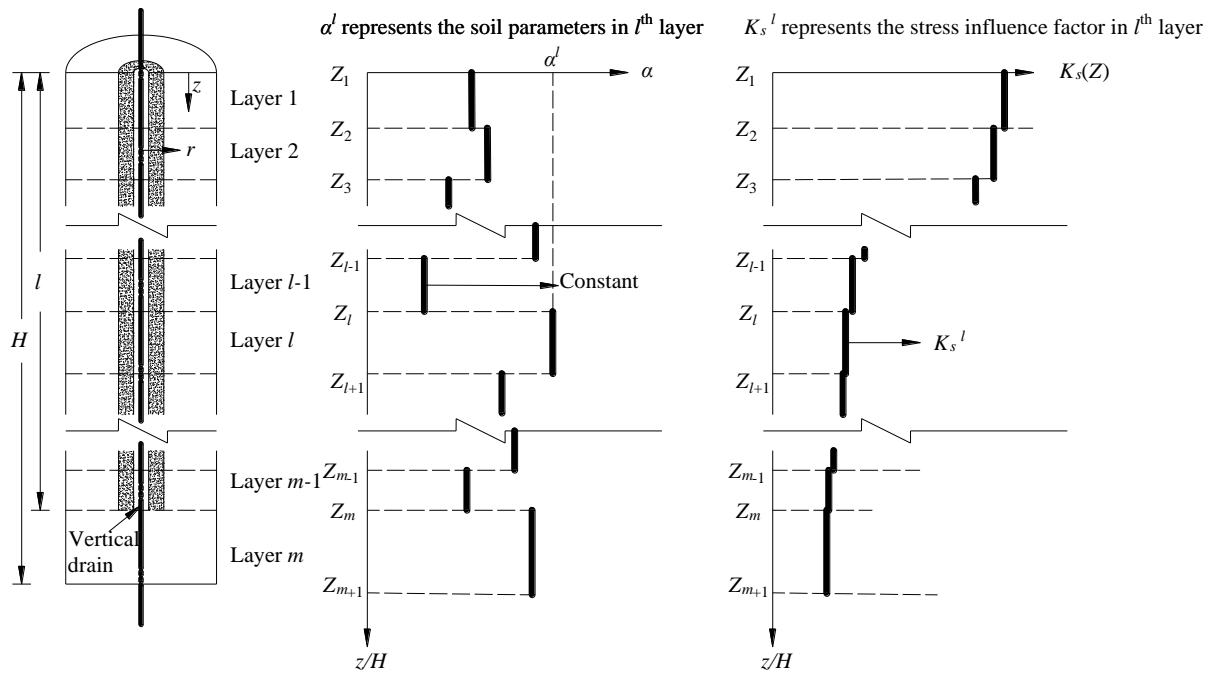 α^l represents the soil parameters in l^th layer
K_s^l represents the stress influence factor in l^th layer
H
l
z
r
Layer 1
Layer 2
Layer l-1
Layer l
Layer m-1
Layer m
Vertical
drain
α^l
α
Z_1
Z_2
Z_3
Z_l-1
Constant
Z_l
Z_l+1
Z_m-1
Z_m
Z_m+1
z/H
K_s(Z)
Z_1
Z_2
Z_3
Z_l-1
Z_l
K_s^l
Z_l+1
Z_m-1
Z_m
Z_m+1
z/H